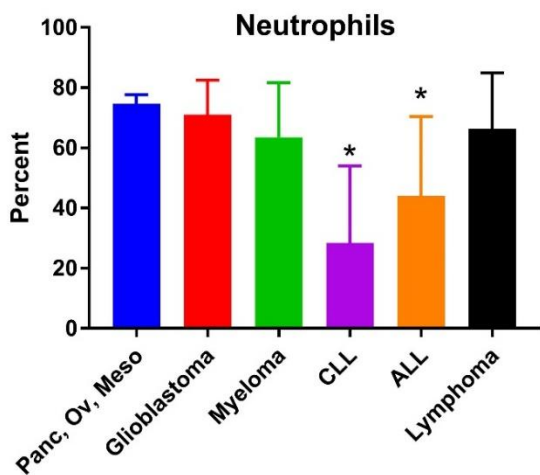 Neutrophils
Percent
100
80
60
40
20
0
*
*
Panc, Ov, Meso
Glioblastoma
Myeloma
CLL
ALL
Lymphoma